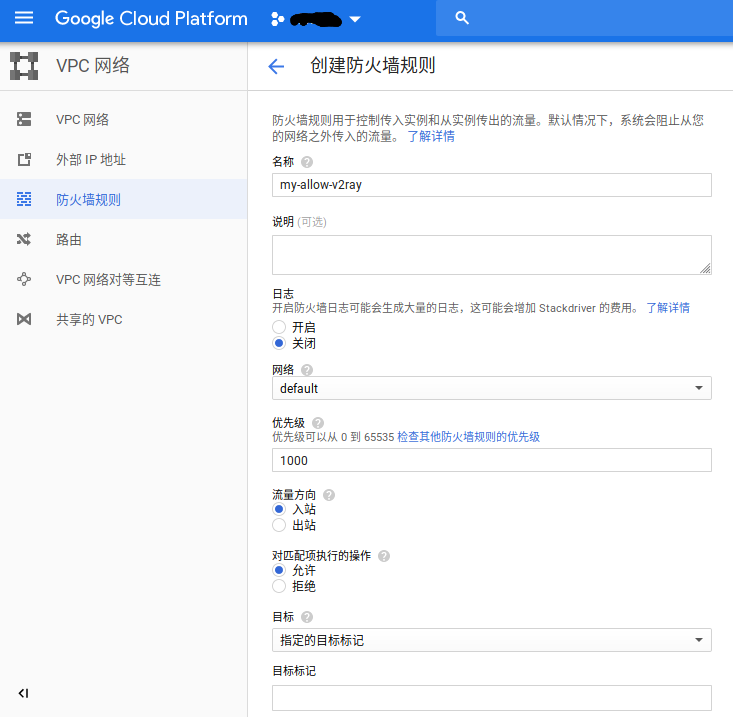 Google Cloud Platform
VPC 网络
创建防火墙规则
VPC 网络
外部 IP 地址
防火墙规则
路由
VPC 网络对等互连
共享的 VPC
防火墙规则用于控制传入实例和从实例传出的流量。默认情况下，系统会阻止从您
的网络之外传入的流量。 了解详情
名称
my-allow-v2ray
说明 (可选)
日志
开启防火墙日志可能会生成大量的日志，这可能会增加 Stackdriver 的费用。 了解详情
开启
关闭
网络
default
优先级
优先级可以从 0 到 65535 检查其他防火墙规则的优先级
1000
流量方向
入站
出站
对匹配项执行的操作
允许
拒绝
目标
指定的目标标记
目标标记